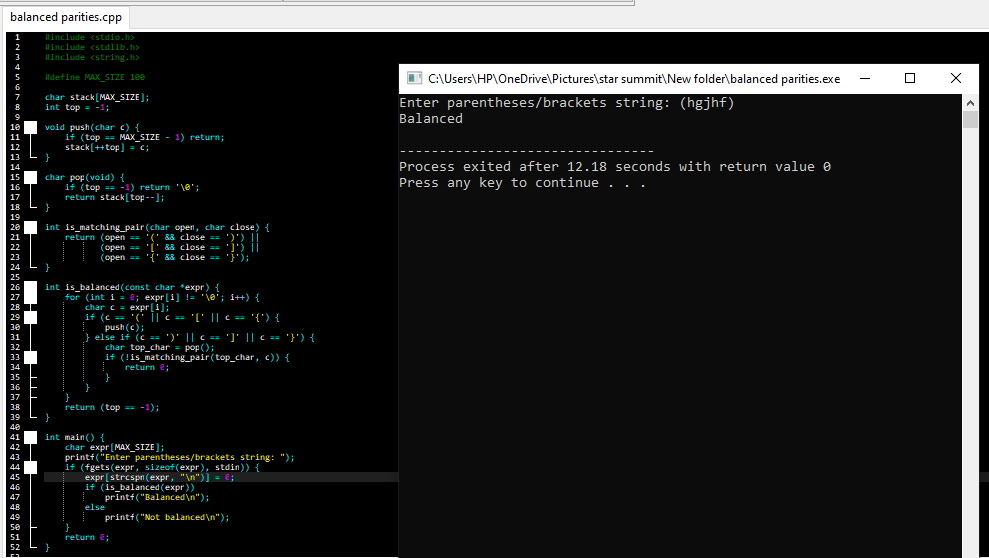 balanced parities.cpp
1 #include <stdio.h>
2 #include <stdlib.h>
3 #include <string.h>
4
5 #define MAX_SIZE 100
6
7 char stack[MAX_SIZE];
8 int top = -1;
9
10 void push(char c) {
11 if (top == MAX_SIZE - 1) return;
12 stack[++top] = c;
13 }
14
15 char pop(void) {
16 if (top == -1) return '\0';
17 return stack[top--];
18 }
19
20 int is_matching_pair(char open, char close) {
21 return (open == '(' && close == ')') ||
22 (open == '[' && close == ']') ||
23 (open == '{' && close == '}');
24 }
25
26 int is_balanced(const char *expr) {
27 for (int i = 0; expr[i] != '\0'; i++) {
28 char c = expr[i];
29 if (c == '(' || c == '[' || c == '{') {
30 push(c);
31 } else if (c == ')' || c == ']' || c == '}') {
32 char top_char = pop();
33 if (!is_matching_pair(top_char, c)) {
34 return 0;
35 }
36 }
37 }
38 return (top == -1);
39 }
40
41 int main() {
42 char expr[MAX_SIZE];
43 printf("Enter parentheses/brackets string: ");
44 if (fgets(expr, sizeof(expr), stdin)) {
45 expr[strcspn(expr, "\n")] = 0;
46 if (is_balanced(expr))
47 printf("Balanced\n");
48 else
49 printf("Not balanced\n");
50 }
51 return 0;
52 }
C:\Users\HP\OneDrive\Pictures\star summit\New folder\balanced parities.exe
Enter parentheses/brackets string: (hgjhf)
Balanced
--------------------------------
Process exited after 12.18 seconds with return value 0
Press any key to continue . . .